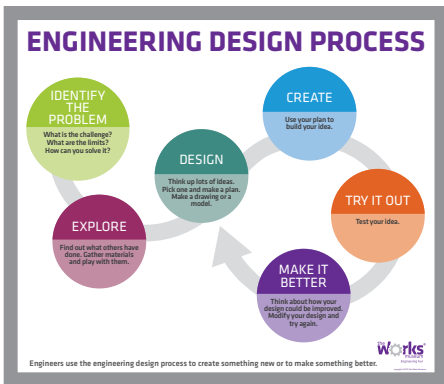 ENGINEERING DESIGN PROCESS
IDENTIFY
THE
PROBLEM
What is the challenge?
What are the limits?
How can you solve it?
EXPLORE
Find out what others have
done. Gather materials
and play with them.
DESIGN
Think up lots of ideas.
Pick one and make a plan.
Make a drawing or a
model.
CREATE
Use your plan to
build your idea.
TRY IT OUT
Test your idea.
MAKE IT
BETTER
Think about how your
design could be improved.
Modify your design and
try again.
the
Works
museum
Engineers use the engineering design process to create something new or to make something better.